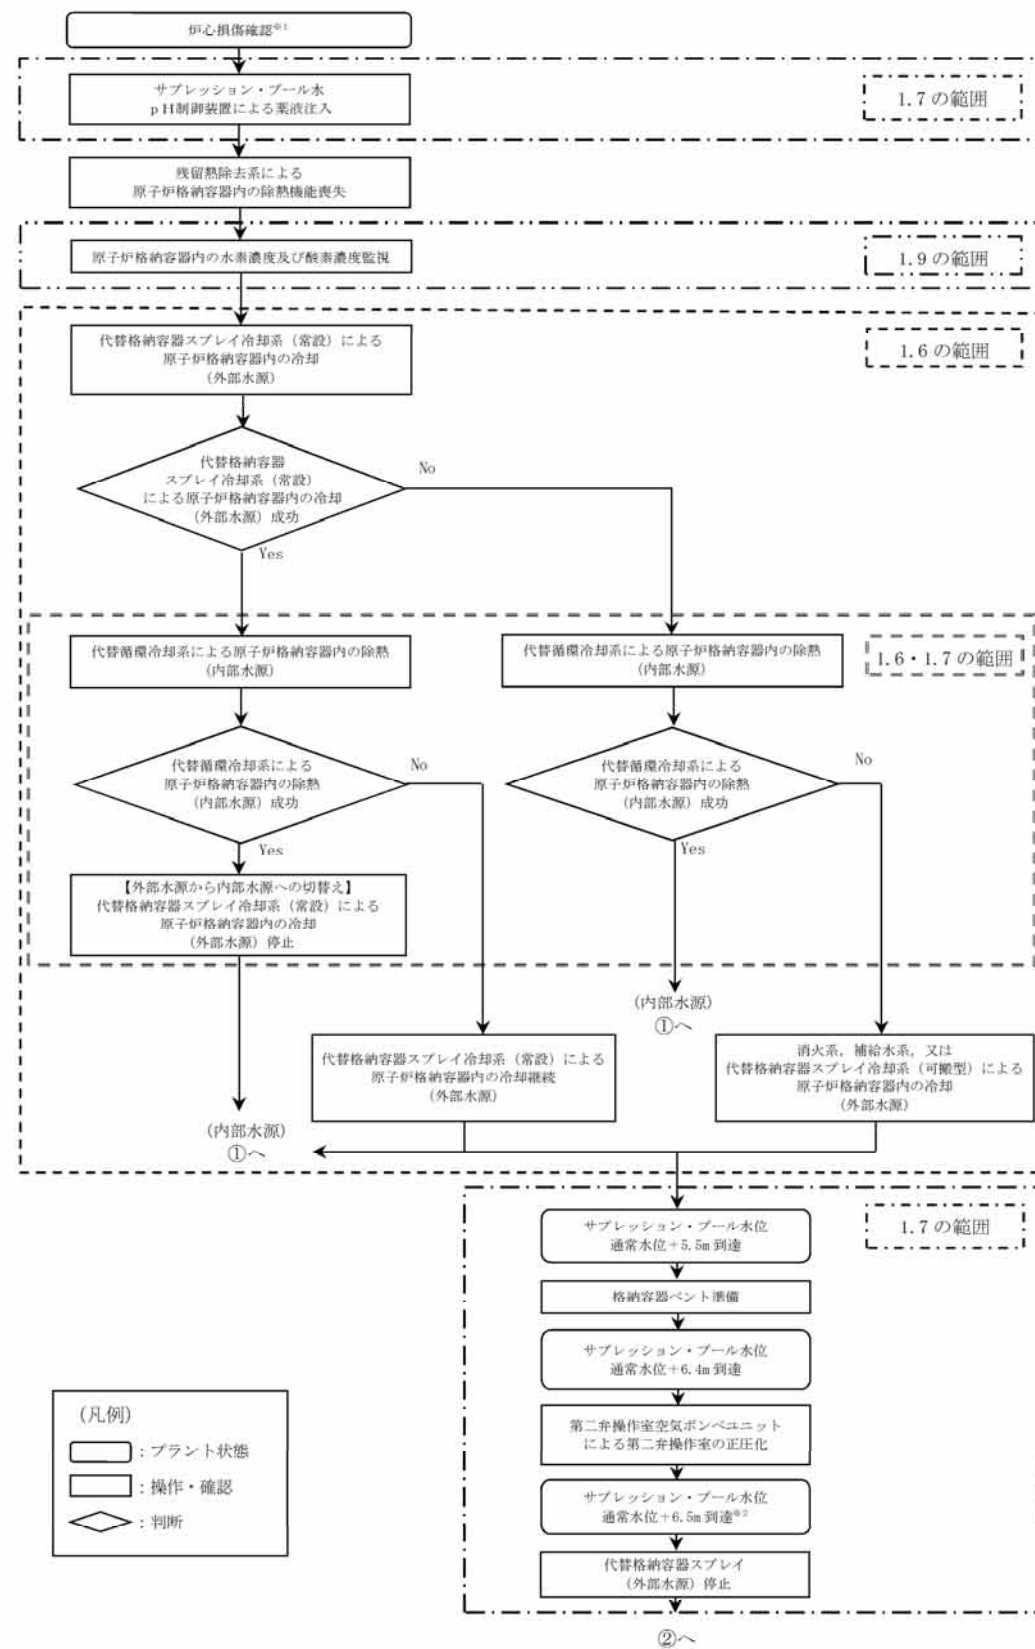 炉心損傷確認※1
サプレッション・プール水
pH制御装置による薬液注入
1.7の範囲
残留熱除去系による
原子炉格納容器内の除熱機能喪失
原子炉格納容器内の水素濃度及び酸素濃度監視
1.9の範囲
代替格納容器スプレイ冷却系(常設)による
原子炉格納容器内の冷却
(外部水源)
1.6の範囲
代替格納容器
スプレイ冷却系(常設)
による原子炉格納容器内の冷却
(外部水源)成功
No
Yes
代替循環冷却系による原子炉格納容器内の除熱
(内部水源)
代替循環冷却系による原子炉格納容器内の除熱
(内部水源)
1.6・1.7の範囲
代替循環冷却系による
原子炉格納容器内の除熱
(内部水源)成功
No
Yes
代替循環冷却系による
原子炉格納容器内の除熱
(内部水源)成功
No
Yes
【外部水源から内部水源への切替え】
代替格納容器スプレイ冷却系(常設)による
原子炉格納容器内の冷却
(外部水源)停止
(内部水源)
①へ
代替格納容器スプレイ冷却系(常設)による
原子炉格納容器内の冷却継続
(外部水源)
消火系,補給水系,又は
代替格納容器スプレイ冷却系(可搬型)による
原子炉格納容器内の冷却
(外部水源)
(内部水源)
①へ
サプレッション・プール水位
通常水位+5.5m到達
1.7の範囲
格納容器ベント準備
サプレッション・プール水位
通常水位+6.4m到達
第二弁操作室空気ボンベユニット
による第二弁操作室の正圧化
サプレッション・プール水位
通常水位+6.5m到達※2
代替格納容器スプレイ
(外部水源)停止
②へ
(凡例)
:プラント状態
:操作・確認
:判断